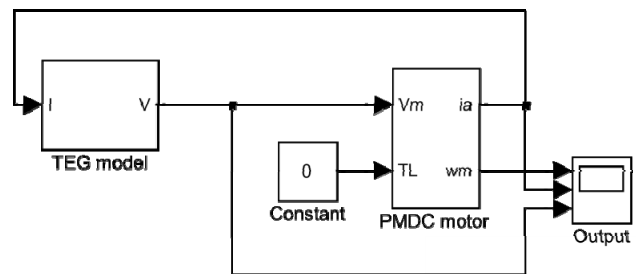 I V
TEG model
0
Constant
Vm ia
TL wm
PMDC motor
Output